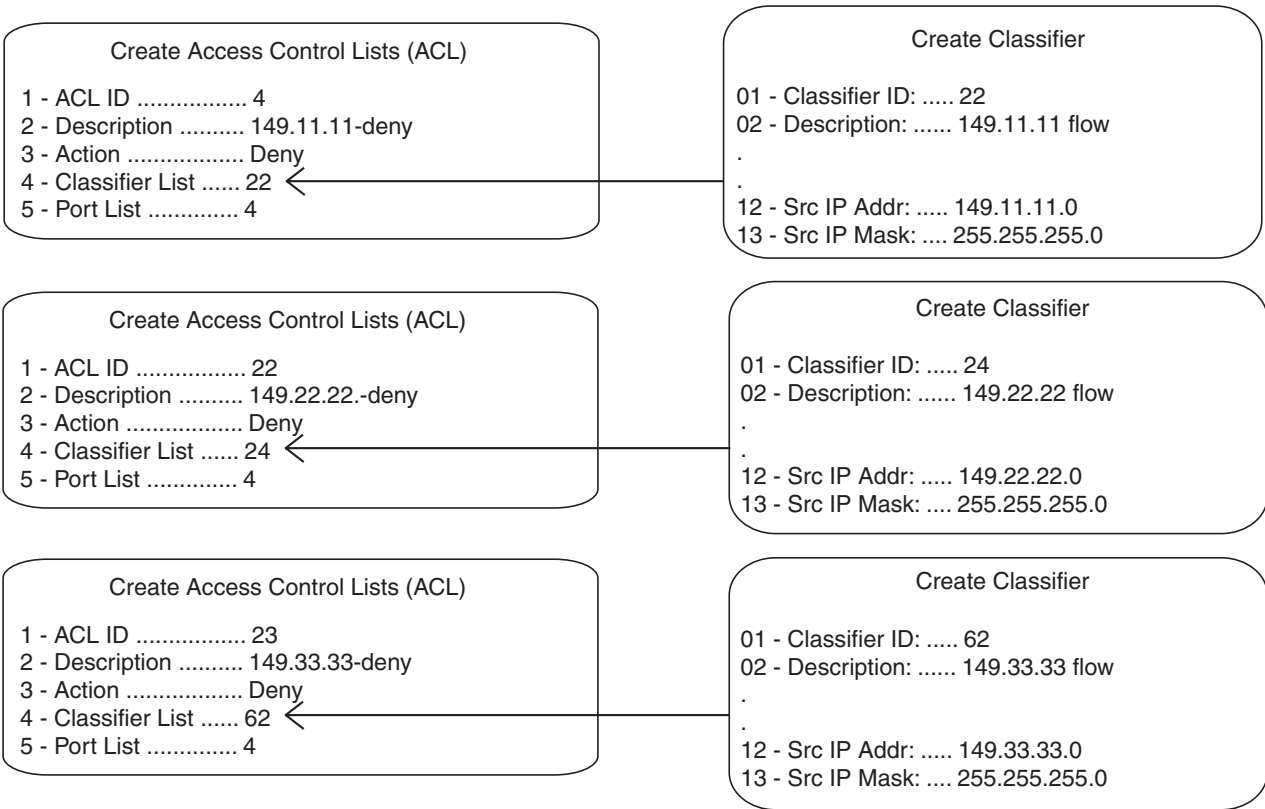 Create Access Control Lists (ACL)
1 - ACL ID ................. 4
2 - Description .......... 149.11.11-deny
3 - Action .................. Deny
4 - Classifier List ...... 22
5 - Port List .............. 4
Create Classifier
01 - Classifier ID: ..... 22
02 - Description: ...... 149.11.11 flow
.
.
12 - Src IP Addr: ..... 149.11.11.0
13 - Src IP Mask: .... 255.255.255.0
Create Access Control Lists (ACL)
1 - ACL ID ................. 22
2 - Description .......... 149.22.22.-deny
3 - Action .................. Deny
4 - Classifier List ...... 24
5 - Port List .............. 4
Create Classifier
01 - Classifier ID: ..... 24
02 - Description: ...... 149.22.22 flow
.
.
12 - Src IP Addr: ..... 149.22.22.0
13 - Src IP Mask: .... 255.255.255.0
Create Access Control Lists (ACL)
1 - ACL ID ................. 23
2 - Description .......... 149.33.33-deny
3 - Action .................. Deny
4 - Classifier List ...... 62
5 - Port List .............. 4
Create Classifier
01 - Classifier ID: ..... 62
02 - Description: ...... 149.33.33 flow
.
.
12 - Src IP Addr: ..... 149.33.33.0
13 - Src IP Mask: .... 255.255.255.0